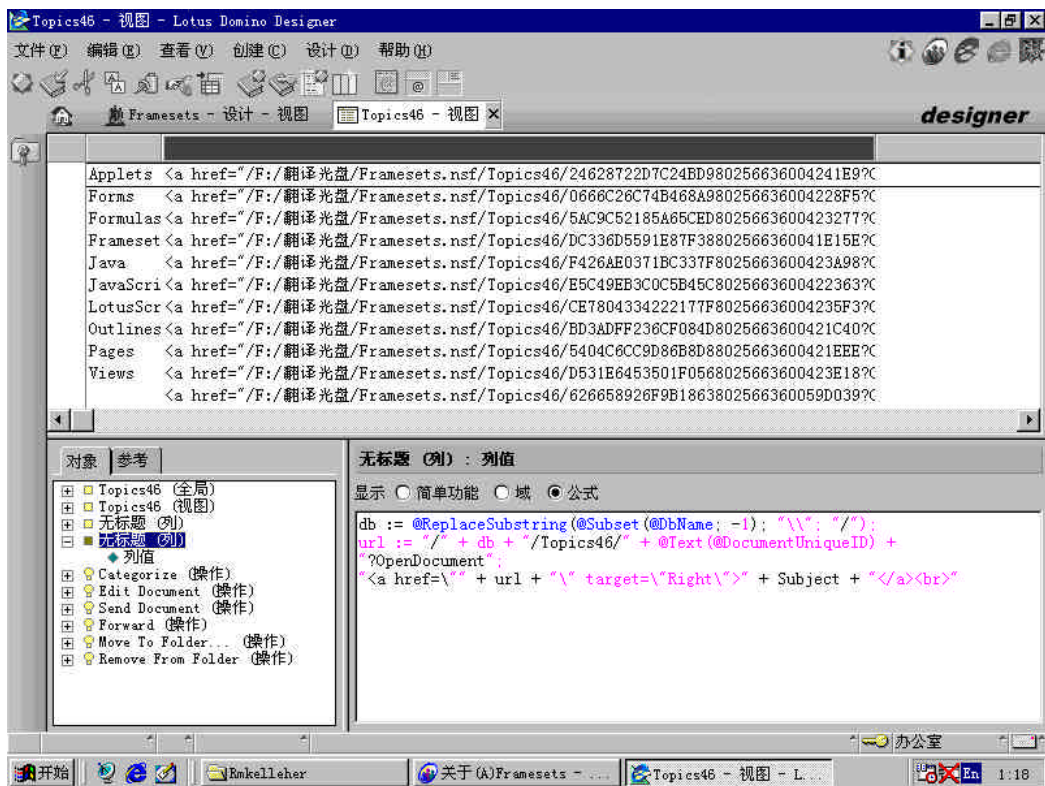 Topics46 - 视图 - Lotus Domino Designer
文件(F) 编辑(E) 查看(V) 创建(C) 设计(D) 帮助(H)
Framesets - 设计 - 视图 Topics46 - 视图 designer
Applets <a href="/F:/翻译光盘/Framesets.nsf/Topics46/24628722D7C24BD980256636004241E9?O
Forms <a href="/F:/翻译光盘/Framesets.nsf/Topics46/0666C26C74B468A980256636004228F5?O
Formulas <a href="/F:/翻译光盘/Framesets.nsf/Topics46/5AC9C52185A65CED8025663600423277?O
Frameset <a href="/F:/翻译光盘/Framesets.nsf/Topics46/DC336D5591E87F38802566360041E15E?O
Java <a href="/F:/翻译光盘/Framesets.nsf/Topics46/F426AE0371BC337F8025663600423A98?O
JavaScri <a href="/F:/翻译光盘/Framesets.nsf/Topics46/E5C49EB3C0C5B45C8025663600422363?O
LotusScr <a href="/F:/翻译光盘/Framesets.nsf/Topics46/CE7804334222177F80256636004235F3?O
Outlines <a href="/F:/翻译光盘/Framesets.nsf/Topics46/BD3ADFF236CF084D8025663600421C40?O
Pages <a href="/F:/翻译光盘/Framesets.nsf/Topics46/5404C6CC9D86B8D88025663600421EEE?O
Views <a href="/F:/翻译光盘/Framesets.nsf/Topics46/D531E6453501F0568025663600423E18?O
<a href="/F:/翻译光盘/Framesets.nsf/Topics46/626658926F9B1863802566360059D039?O
对象 参考
Topics46 (全局)
Topics46 (视图)
无标题 (列)
无标题 (列)
列值
Categorize (操作)
Edit Document (操作)
Send Document (操作)
Forward (操作)
Move To Folder... (操作)
Remove From Folder (操作)
无标题 (列) : 列值
显示 简单功能 域 公式
db := @ReplaceSubstring(@Subset(@DbName; -1); "\\"; "/");
url := "/" + db + "/Topics46/" + @Text(@DocumentUniqueID) +
"?OpenDocument";
"<a href=\"" + url + "\" target=\"Right\">" + Subject + "</a><br>"
办公室
开始 Rmkelleher 关于(A)Framesets - ... Topics46 - 视图 - L... En 1:18